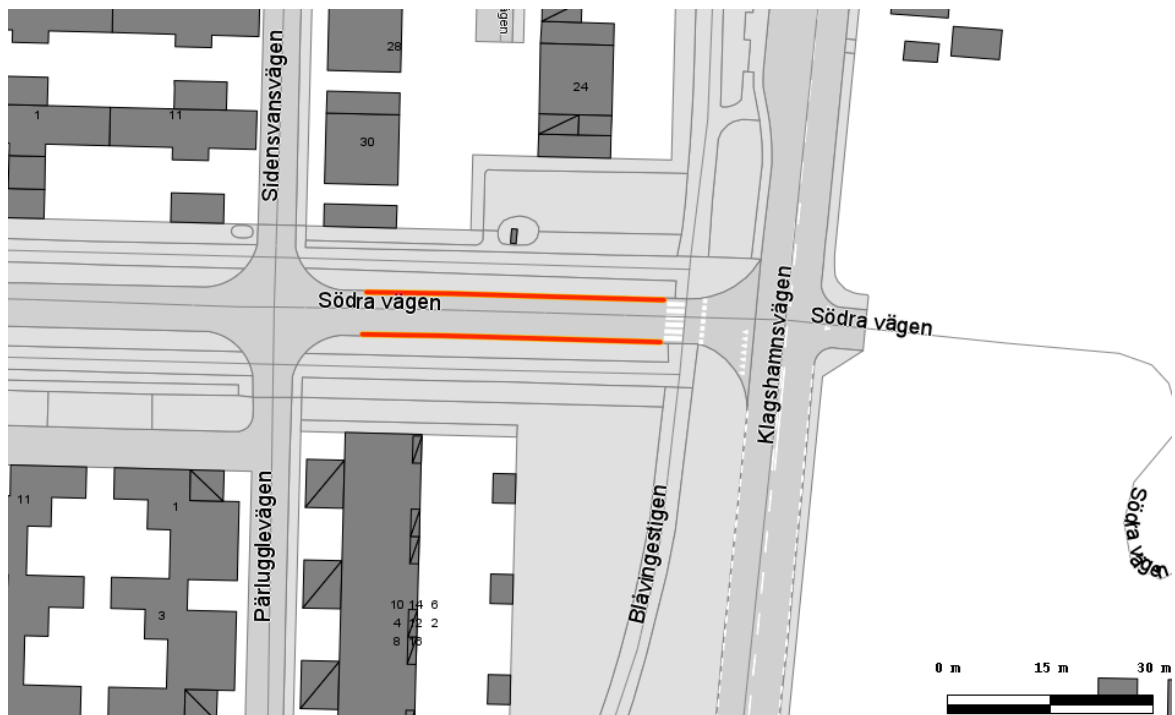 ägen
28
24
1
11
30
Sidensvansvägen
Södra vägen
Södra vägen
Klagshamnsvägen
11
1
Pärlugglevägen
3
10 14 6
4 12 2
8 16
Blåvingestigen
Södra vägen
0 m 15 m 30 m